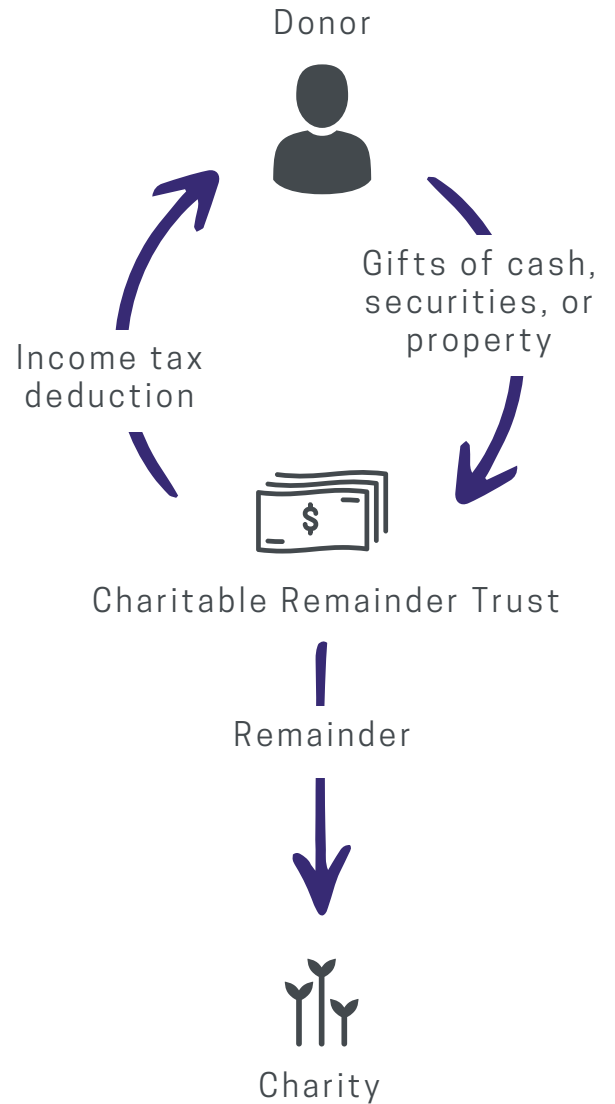 Donor
Gifts of cash,
securities, or
property
Income tax
deduction
$
Charitable Remainder Trust
Remainder
Charity